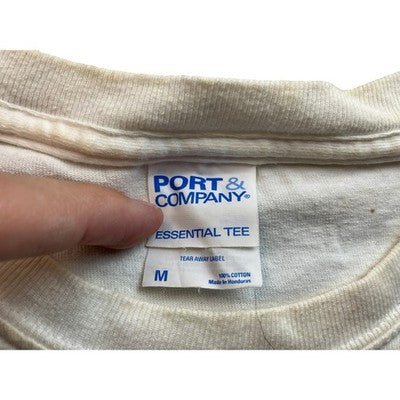 PORT &
COMPANY®
ESSENTIAL TEE
TEAR AWAY LABEL
M
100% COTTON
Made in Honduras